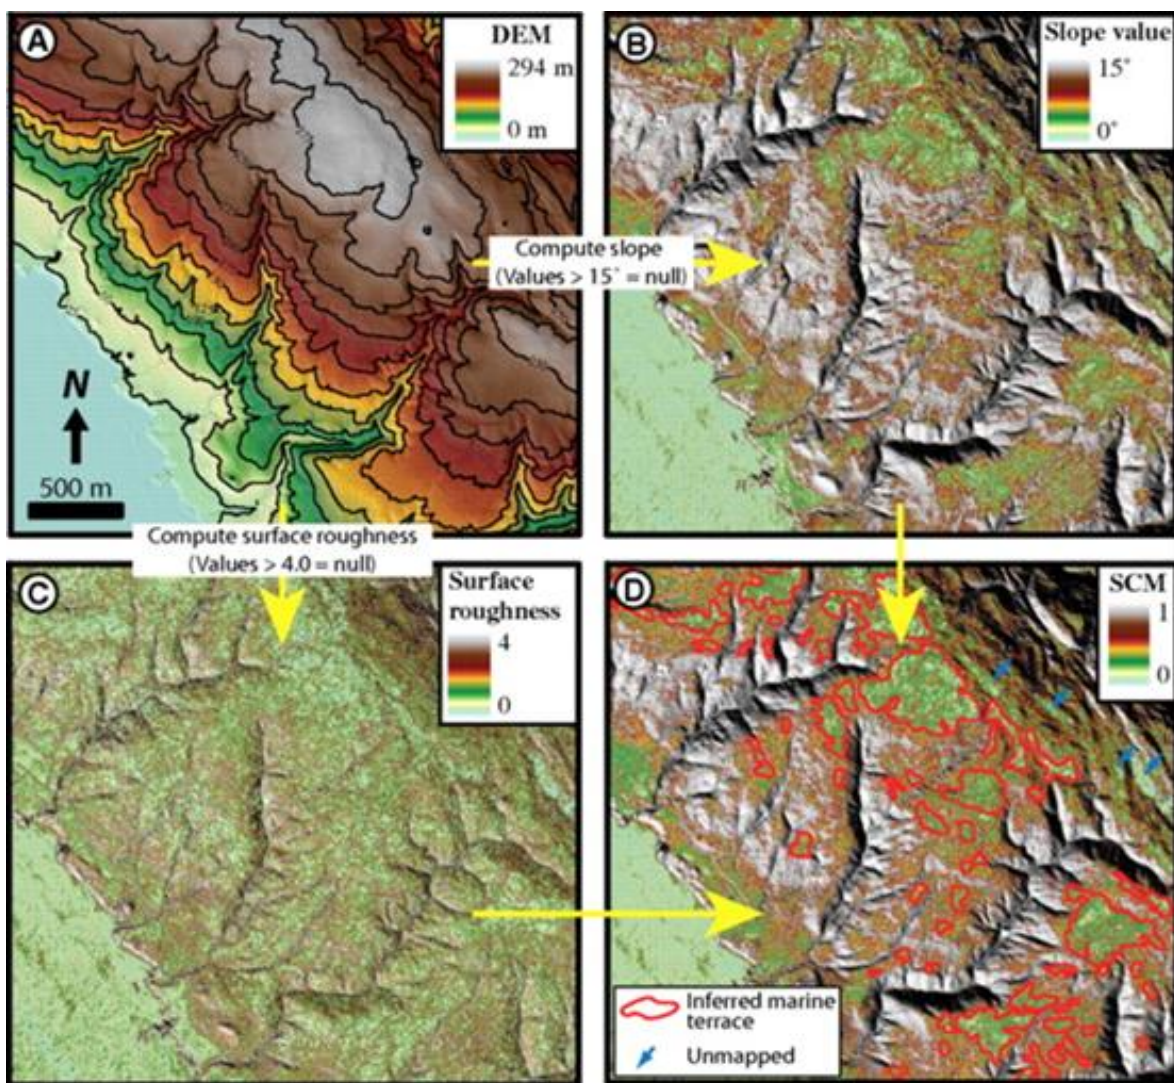 A
DEM
294 m
0 m
N
500 m
B
Slope value
15°
0°
Compute slope
(Values > 15° = null)
Compute surface roughness
(Values > 4.0 = null)
C
Surface
roughness
4
0
D
SCM
1
0
Inferred marine
terrace
Unmapped